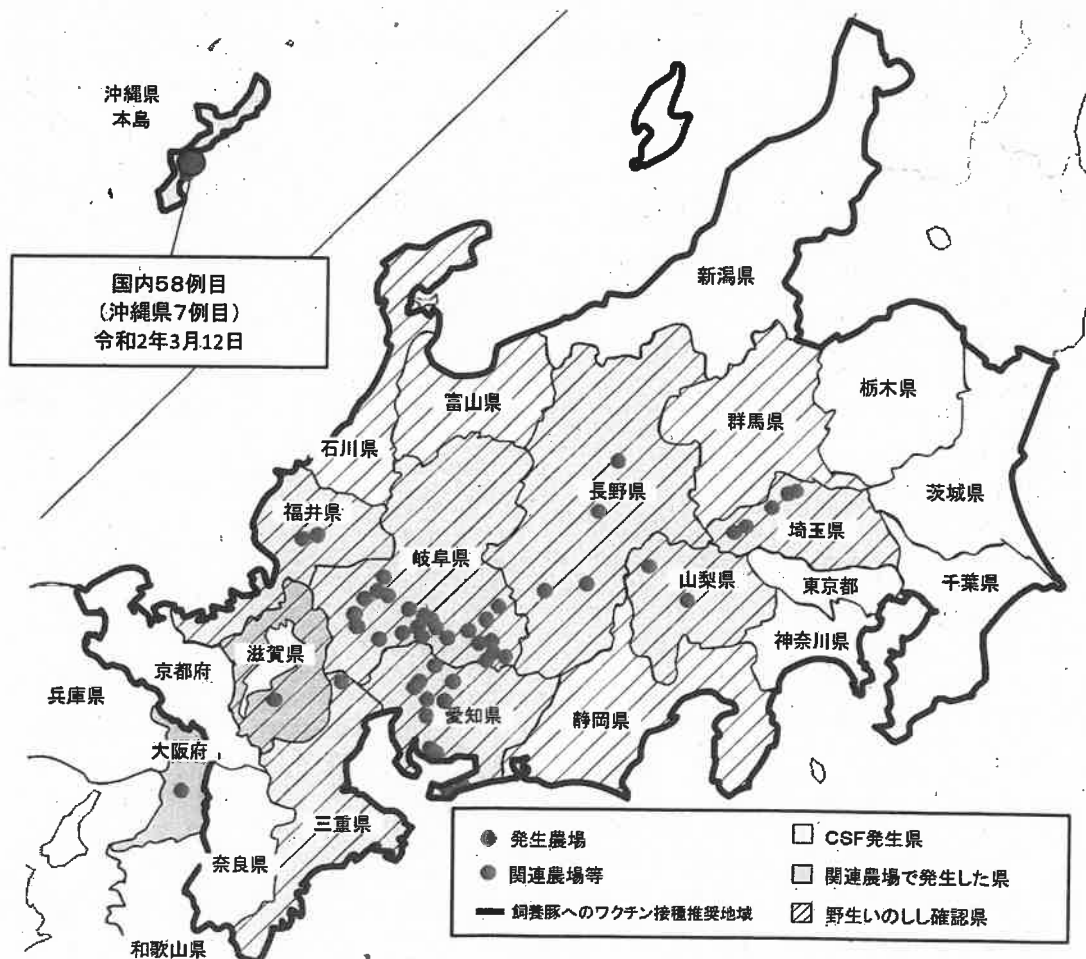 沖縄県
本島
国内58例目
(沖縄県7例目)
令和2年3月12日
新潟県
栃木県
富山県
群馬県
石川県
長野県
茨城県
福井県
埼玉県
岐阜県
山梨県
東京都
千葉県
滋賀県
神奈川県
京都府
兵庫県
愛知県
静岡県
大阪府
三重県
奈良県
和歌山県
発生農場
関連農場等
飼養豚へのワクチン接種推奨地域
CSF発生県
関連農場で発生した県
野生いのしし確認県